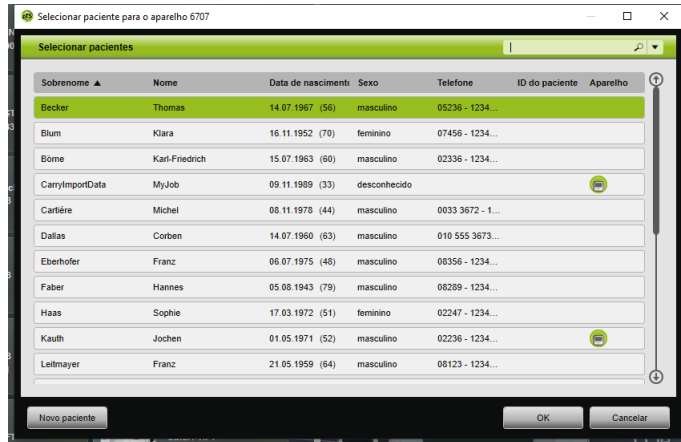 Selecionar paciente para o aparelho 6707
Selecionar pacientes
Sobrenome ▲ Nome Data de nascimento Sexo Telefone ID do paciente Aparelho
Becker Thomas 14.07.1967 (56) masculino 05236 - 1234...
Blum Klara 16.11.1952 (70) feminino 07456 - 1234...
Böme Karl-Friedrich 15.07.1963 (60) masculino 02336 - 1234...
CarryImportData MyJob 09.11.1989 (33) desconhecido
Cartiére Michel 08.11.1978 (44) masculino 0033 3672 - 1...
Dallas Corben 14.07.1960 (63) masculino 010 555 3673...
Eberhofer Franz 06.07.1975 (48) masculino 08356 - 1234...
Faber Hannes 05.08.1943 (79) masculino 08289 - 1234...
Haas Sophie 17.03.1972 (51) feminino 02247 - 1234...
Kauth Jochen 01.05.1971 (52) masculino 02236 - 1234...
Leitmayer Franz 21.05.1959 (64) masculino 08123 - 1234...
Novo paciente OK Cancelar